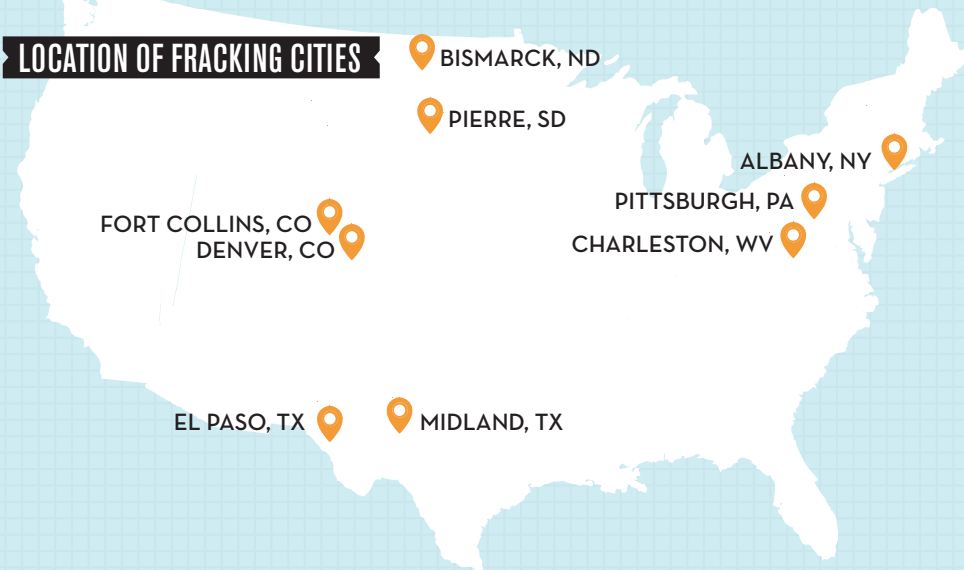 LOCATION OF FRACKING CITIES
BISMARCK, ND
PIERRE, SD
ALBANY, NY
PITTSBURGH, PA
FORT COLLINS, CO
CHARLESTON, WV
DENVER, CO
EL PASO, TX
MIDLAND, TX